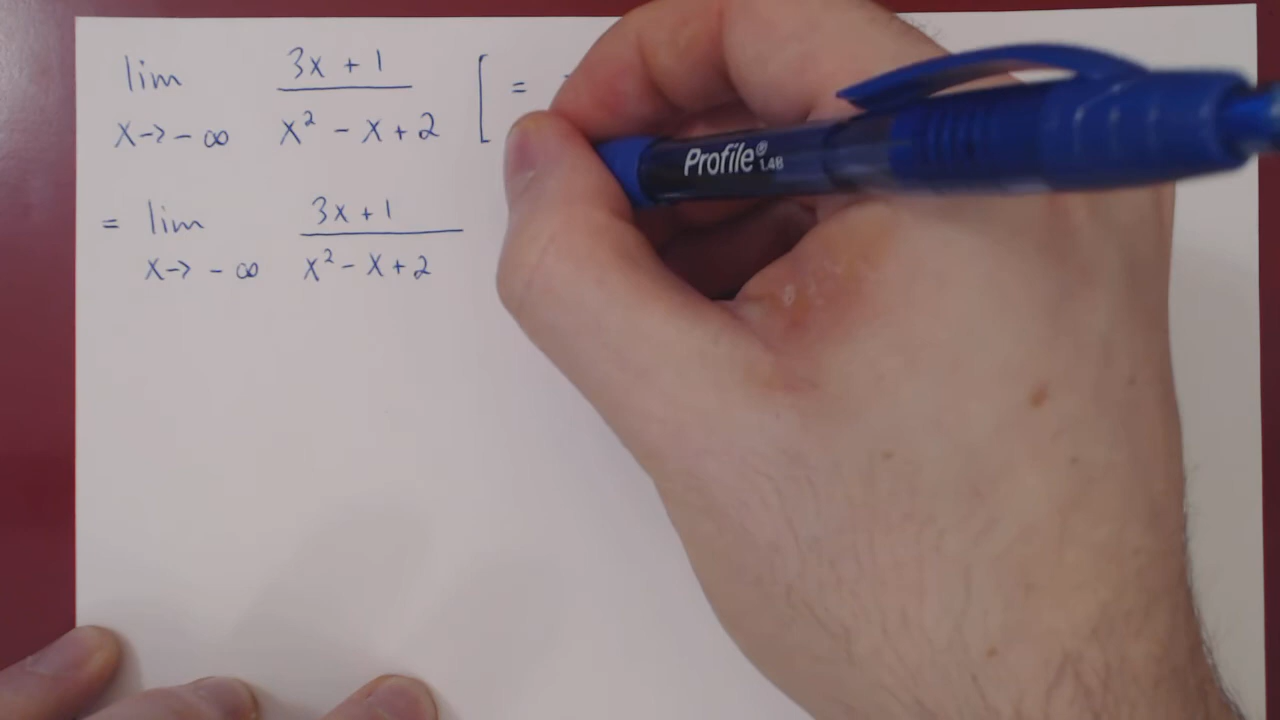 lim 3x + 1 [ =
x→ - ∞ x² - x + 2
= lim 3x + 1
x→ - ∞ x² - x + 2
Profile® 1.4B